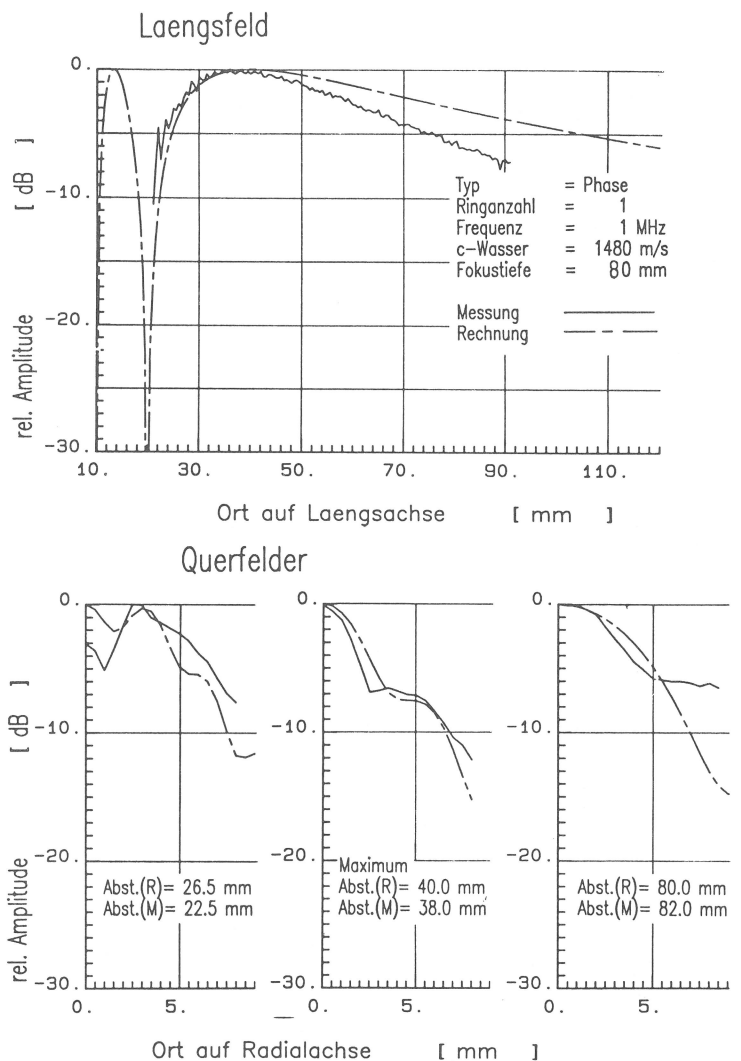 Laengsfeld
0.
-10.
-20.
-30.
rel. Amplitude [ dB ]
Typ = Phase
Ringanzahl = 1
Frequenz = 1 MHz
c-Wasser = 1480 m/s
Fokustiefe = 80 mm
Messung
Rechnung
10. 30. 50. 70. 90. 110.
Ort auf Laengsachse [ mm ]
Querfelder
rel. Amplitude [ dB ]
0.
-10.
-20.
-30.
Abst.(R)= 26.5 mm
Abst.(M)= 22.5 mm
0. 5.
0.
-10.
-20.
-30.
Maximum
Abst.(R)= 40.0 mm
Abst.(M)= 38.0 mm
0. 5.
0.
-10.
-20.
-30.
Abst.(R)= 80.0 mm
Abst.(M)= 82.0 mm
0. 5.
Ort auf Radialachse [ mm ]